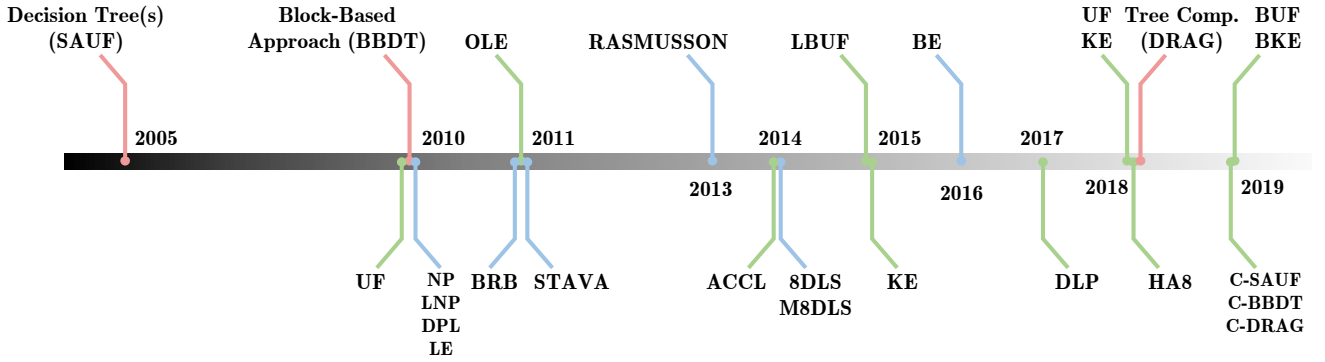 Decision Tree(s)
(SAUF)
Block-Based
Approach (BBDT)
OLE
RASMUSSON
LBUF
BE
UF
KE
Tree Comp.
(DRAG)
BUF
BKE
2005
2010
2011
2013
2014
2015
2016
2017
2018
2019
UF
NP
LNP
DPL
LE
BRB
STAVA
ACCL
8DLS
M8DLS
KE
DLP
HA8
C-SAUF
C-BBDT
C-DRAG